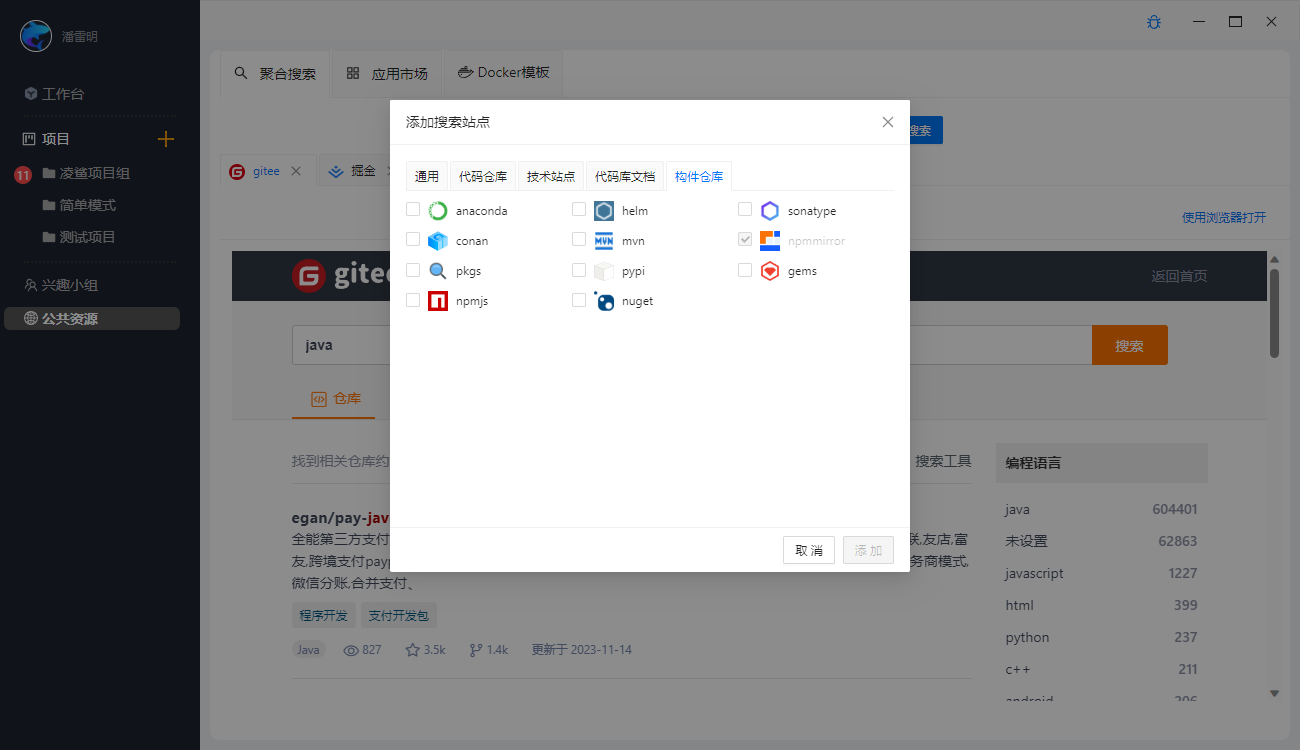 潘雷明
工作台
项目
11
凌鲨项目组
简单模式
测试项目
兴趣小组
公共资源
聚合搜索
应用市场
Docker模板
搜索
gitee
掘金
使用浏览器打开
gitee
返回首页
java
搜索
仓库
找到相关仓库约
搜索工具
egan/pay-jav
全能第三方支付
联,友店,富
友,跨境支付payp
务商模式,
微信分账,合并支付、
程序开发
支付开发包
Java
827
3.5k
1.4k
更新于 2023-11-14
编程语言
java 604401
未设置 62863
javascript 1227
html 399
python 237
c++ 211
android 206
添加搜索站点
通用
代码仓库
技术站点
代码库文档
构件仓库
anaconda
helm
sonatype
conan
MVN
mvn
npmmirror
pkgs
pypi
gems
npmjs
nuget
取 消
添 加